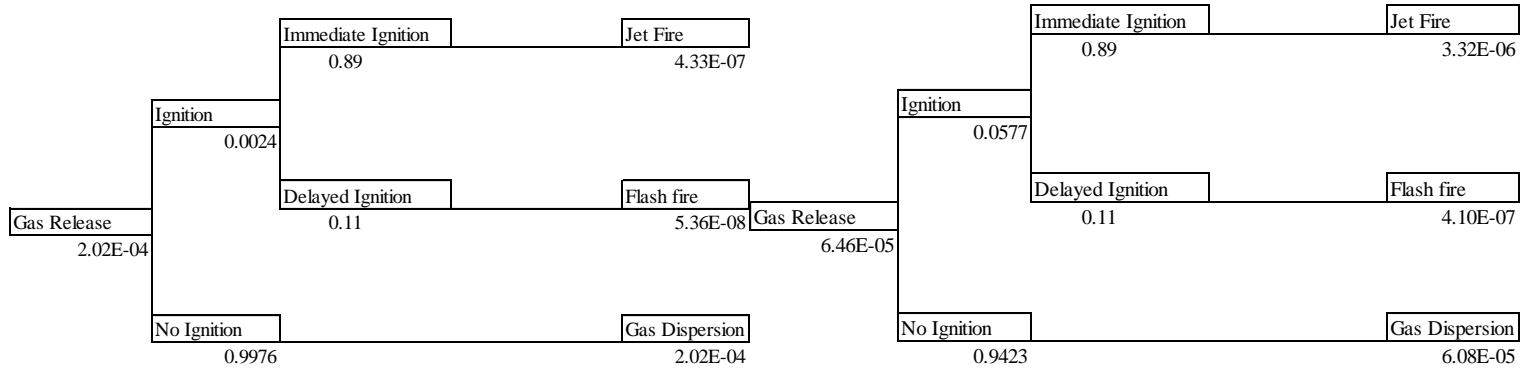 Immediate Ignition
Jet Fire
0.89
4.33E-07
Ignition
0.0024
Delayed Ignition
Flash fire
0.11
5.36E-08
Gas Release
2.02E-04
No Ignition
Gas Dispersion
0.9976
2.02E-04
Immediate Ignition
Jet Fire
0.89
3.32E-06
Ignition
0.0577
Delayed Ignition
Flash fire
0.11
4.10E-07
Gas Release
6.46E-05
No Ignition
Gas Dispersion
0.9423
6.08E-05